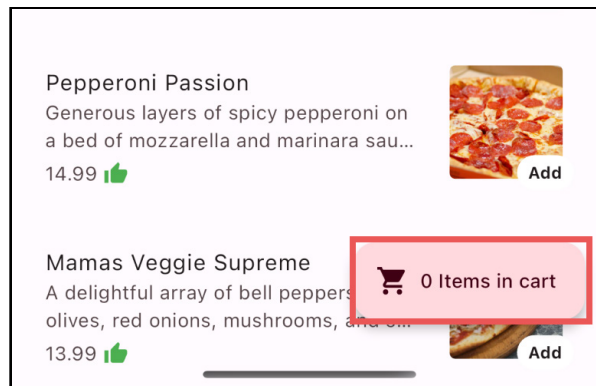 Pepperoni Passion
Generous layers of spicy pepperoni on
a bed of mozzarella and marinara sau...
14.99
Add
Mamas Veggie Supreme
A delightful array of bell peppers
olives, red onions, mushrooms, and s...
13.99
0 Items in cart
Add